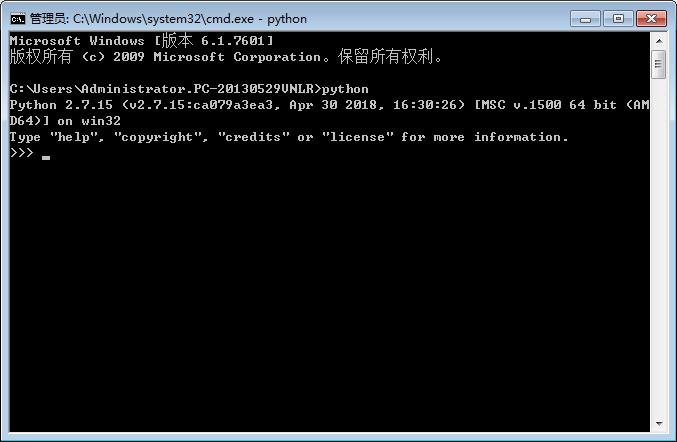 管理员: C:\Windows\system32\cmd.exe - python
Microsoft Windows [版本 6.1.7601]
版权所有 (c) 2009 Microsoft Corporation。保留所有权利。
C:\Users\Administrator.PC-20130529VNLR>python
Python 2.7.15 (v2.7.15:ca079a3ea3, Apr 30 2018, 16:30:26) [MSC v.1500 64 bit (AM
D64)] on win32
Type "help", "copyright", "credits" or "license" for more information.
>>> _